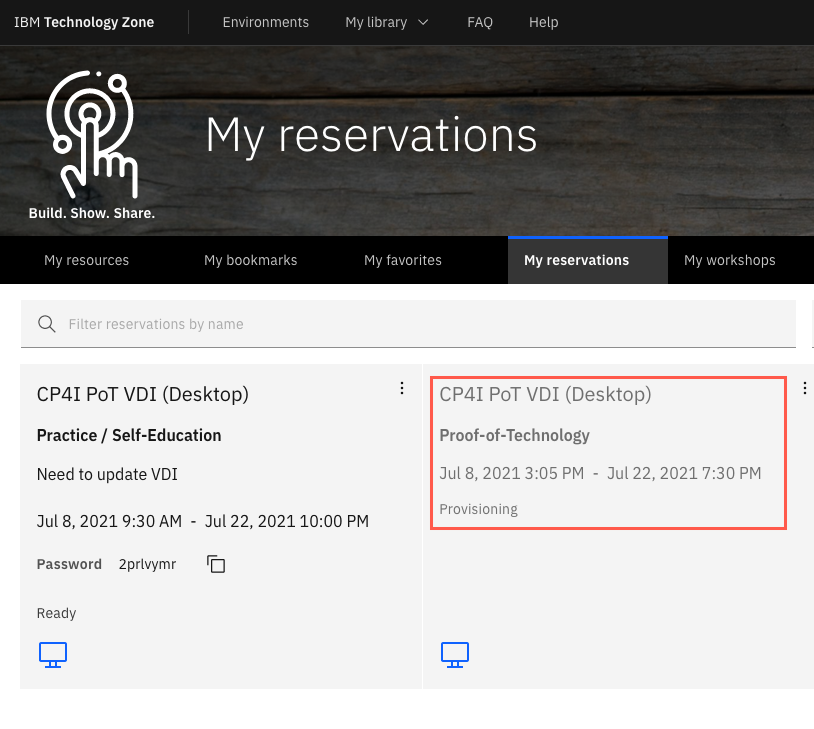 IBM Technology Zone
Environments
My library
FAQ
Help
My reservations
Build. Show. Share.
My resources
My bookmarks
My favorites
My reservations
My workshops
Filter reservations by name
CP4I PoT VDI (Desktop)
Practice / Self-Education
Need to update VDI
Jul 8, 2021 9:30 AM - Jul 22, 2021 10:00 PM
Password 2prlvymr
Ready
CP4I PoT VDI (Desktop)
Proof-of-Technology
Jul 8, 2021 3:05 PM - Jul 22, 2021 7:30 PM
Provisioning